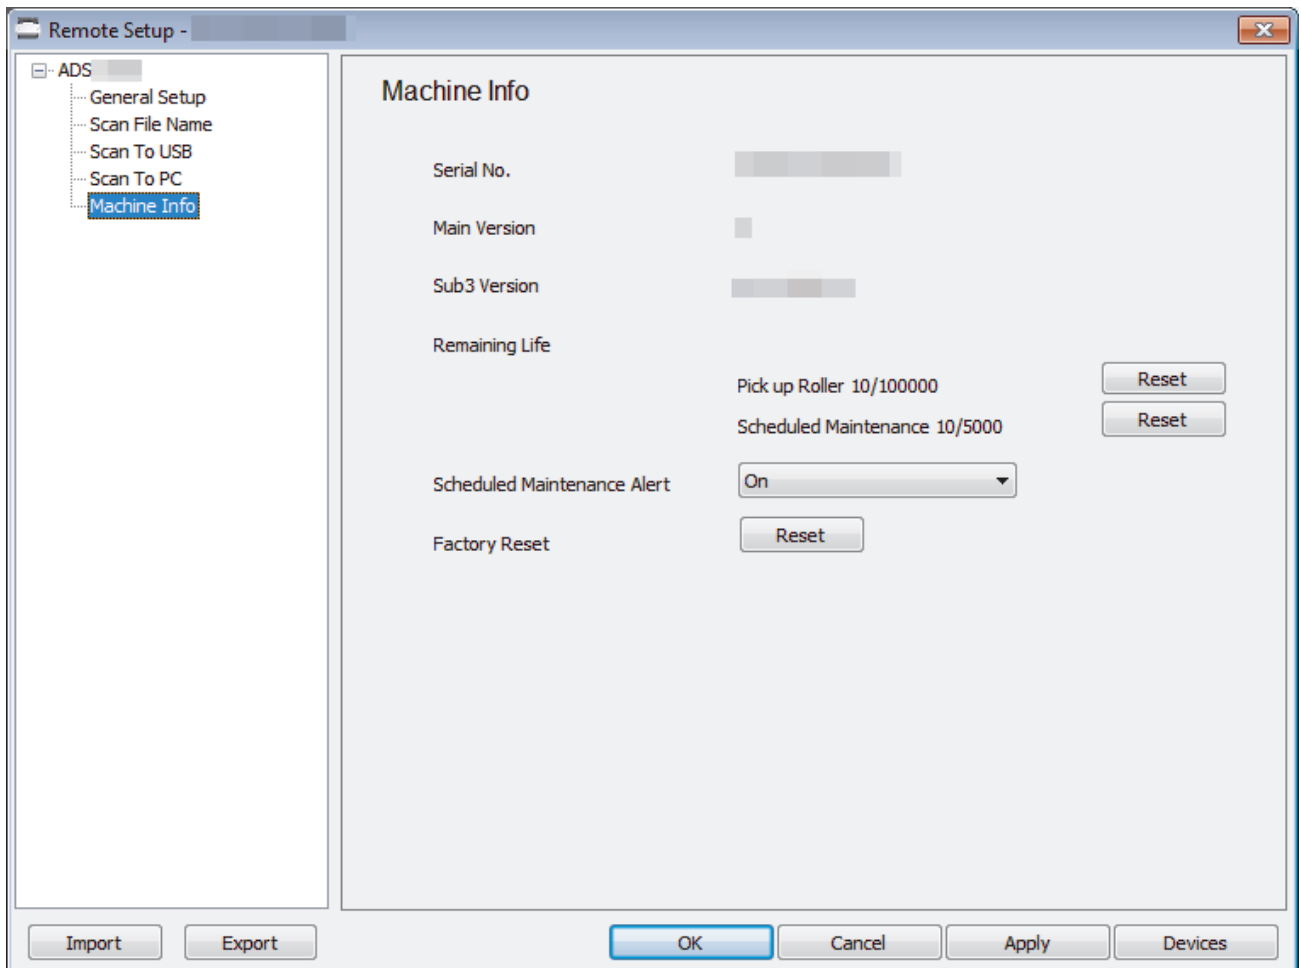 Remote Setup -
ADS
General Setup
Scan File Name
Scan To USB
Scan To PC
Machine Info
Machine Info
Serial No.
Main Version
Sub3 Version
Remaining Life
Pick up Roller 10/100000 Reset
Scheduled Maintenance 10/5000 Reset
Scheduled Maintenance Alert On
Factory Reset Reset
Import Export OK Cancel Apply Devices